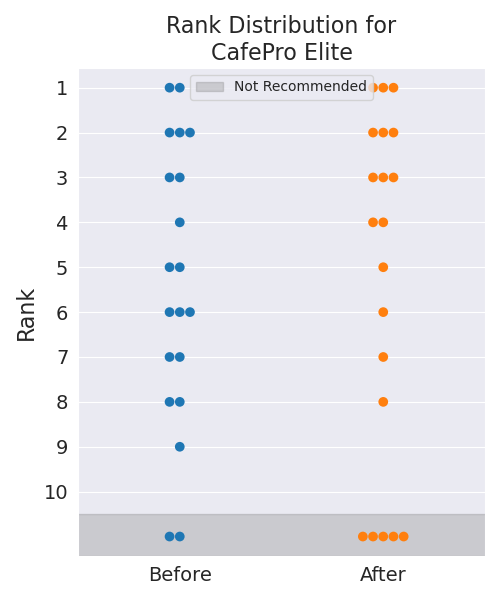 Rank Distribution for
CafePro Elite
Not Recommended
1
2
3
4
5
6
7
8
9
10
Rank
Before
After